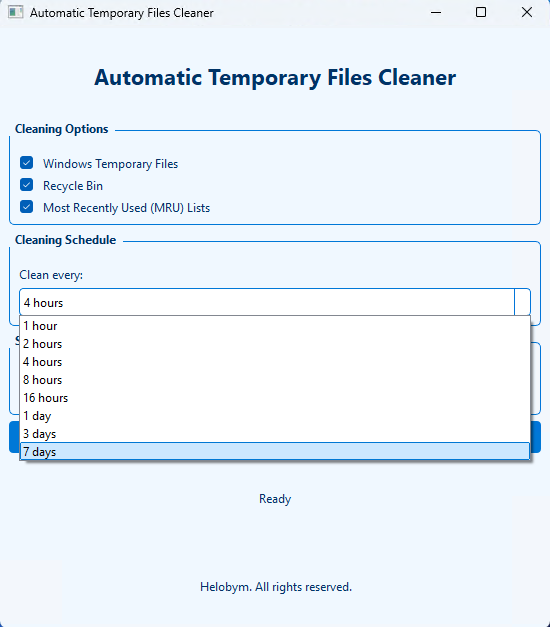 Automatic Temporary Files Cleaner
Automatic Temporary Files Cleaner
Cleaning Options
Windows Temporary Files
Recycle Bin
Most Recently Used (MRU) Lists
Cleaning Schedule
Clean every:
4 hours
1 hour
2 hours
4 hours
8 hours
16 hours
1 day
3 days
7 days
Ready
Helobym. All rights reserved.